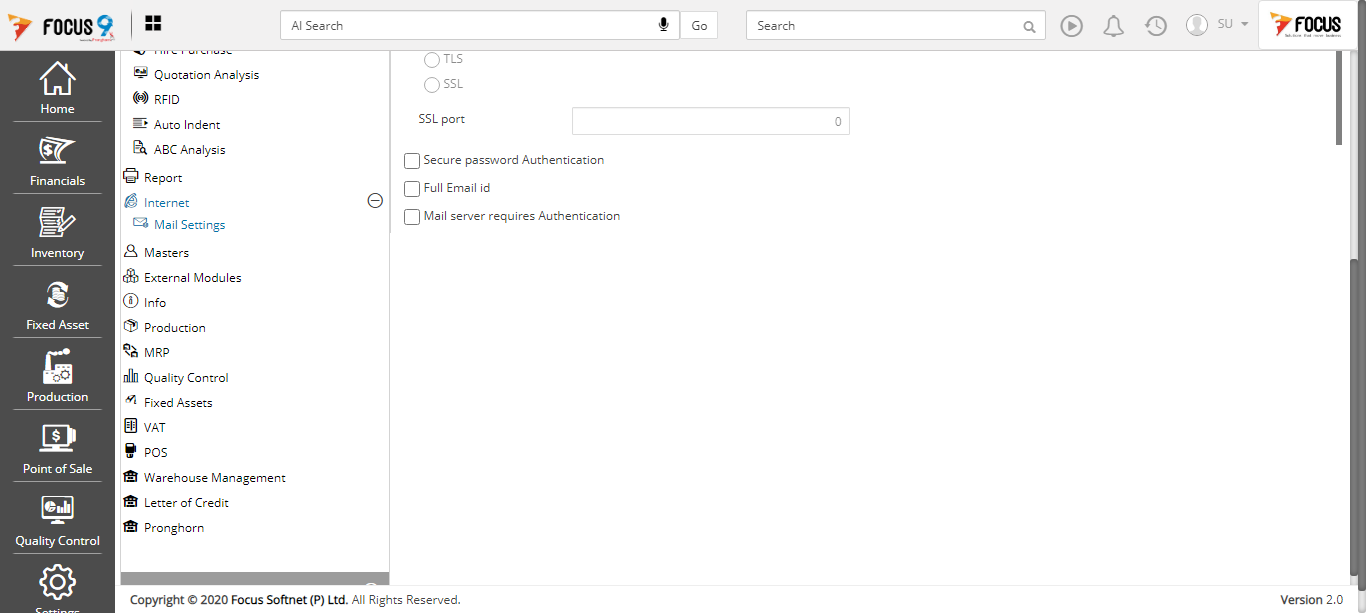 FOCUS 9
AI Search
Go
Search
SU
FOCUS
Home
Financials
Inventory
Fixed Asset
Production
Point of Sale
Quality Control
Settings
Hire Purchase
Quotation Analysis
RFID
Auto Indent
ABC Analysis
Report
Internet
Mail Settings
Masters
External Modules
Info
Production
MRP
Quality Control
Fixed Assets
VAT
POS
Warehouse Management
Letter of Credit
Pronghorn
TLS
SSL
SSL port
0
Secure password Authentication
Full Email id
Mail server requires Authentication
Copyright © 2020 Focus Softnet (P) Ltd. All Rights Reserved.
Version 2.0